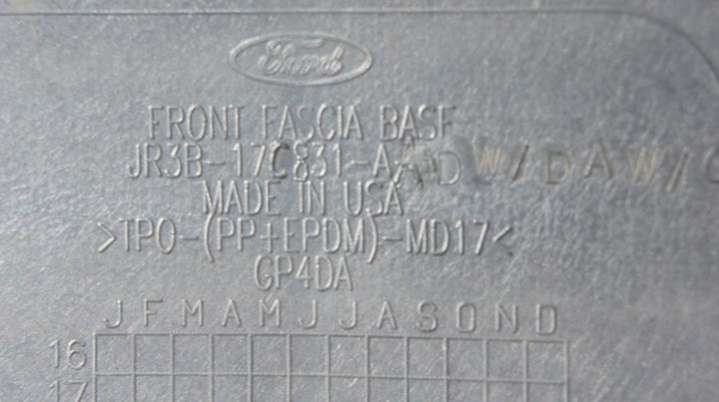 Ford
FRONT FASCIA BASE
JR3B-17C831-A
MADE IN USA
>TPO-(PP+EPDM)-MD17<
GP4DA
J F M A M J J A S O N D
16
17